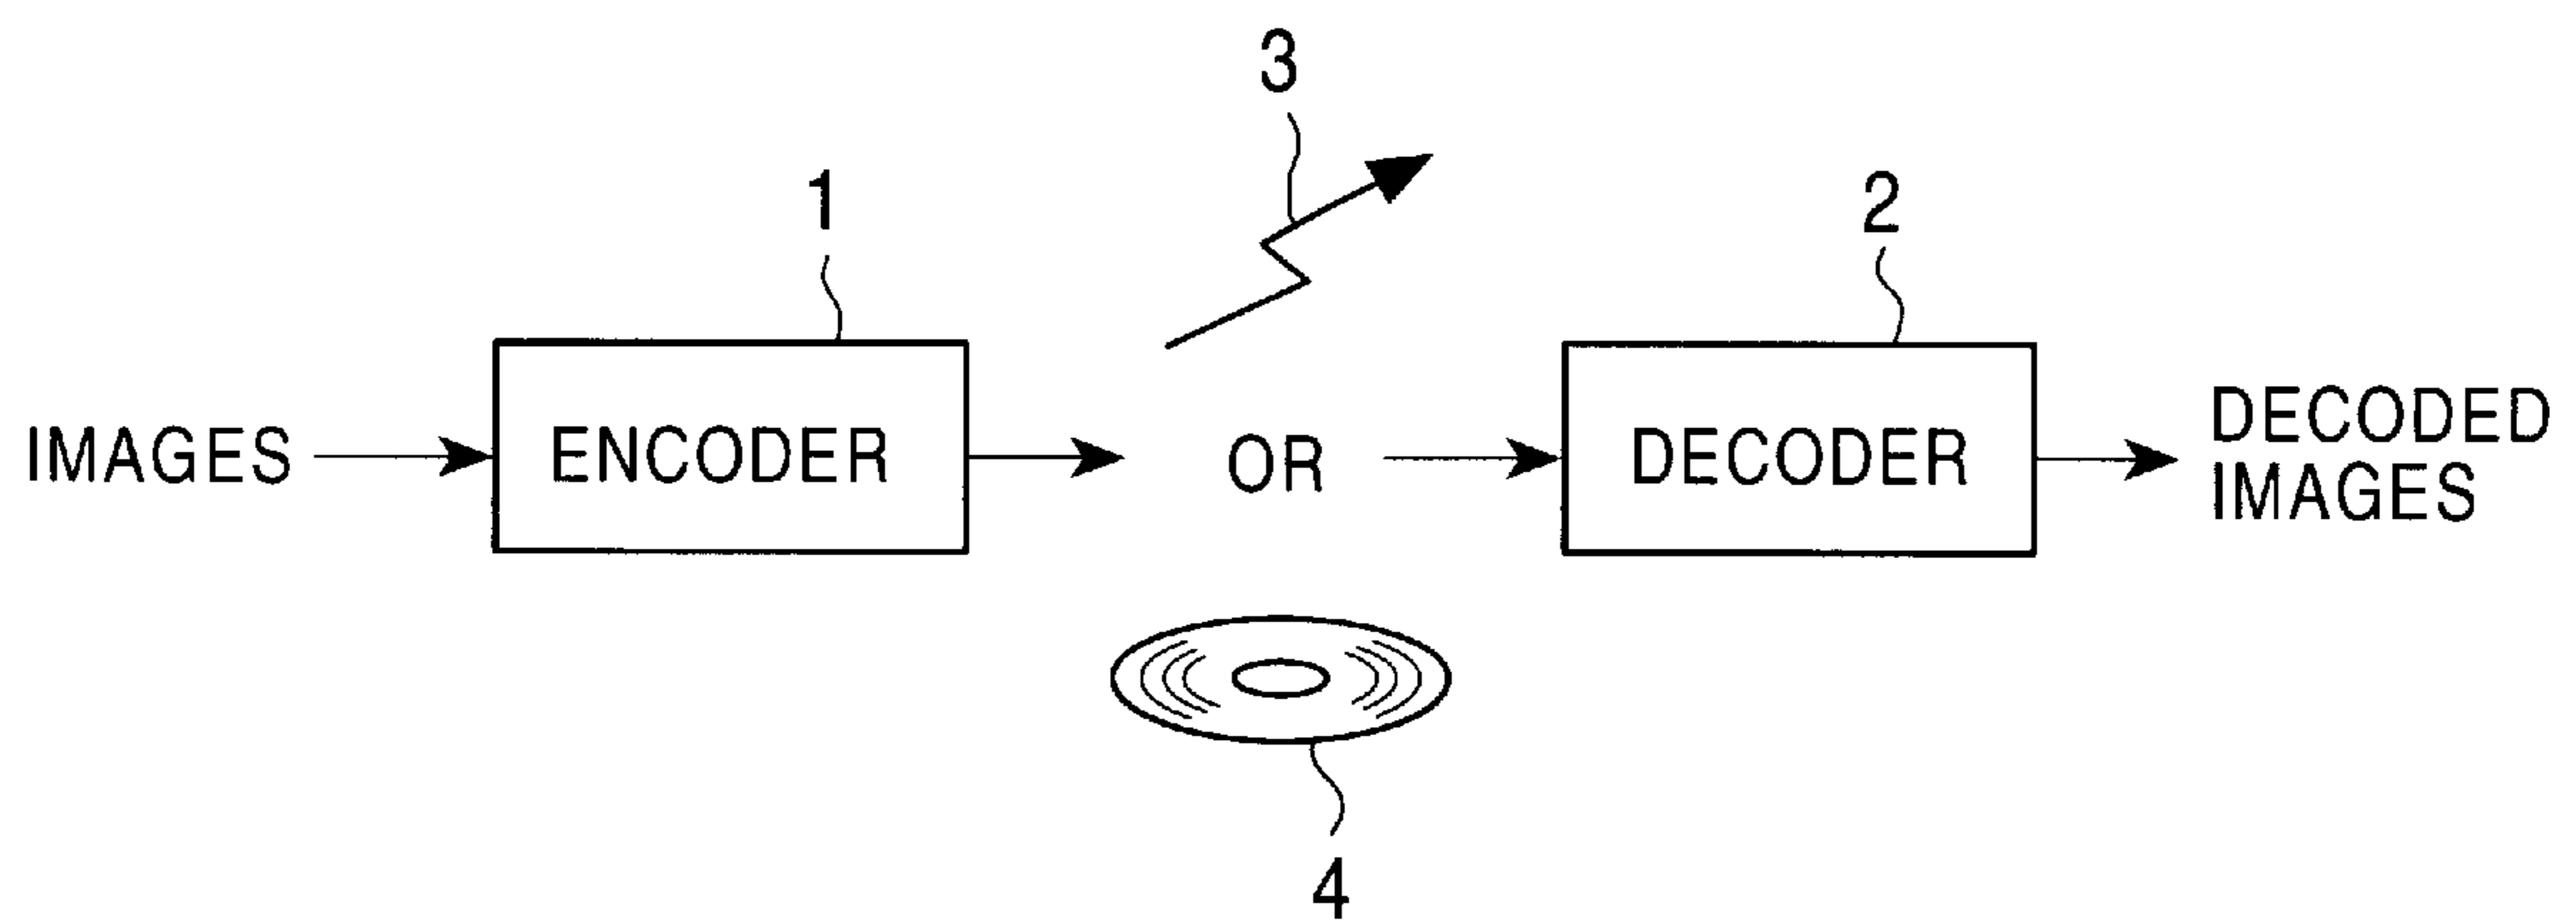 3
1
2
IMAGES
ENCODER
OR
DECODER
DECODED
IMAGES
4